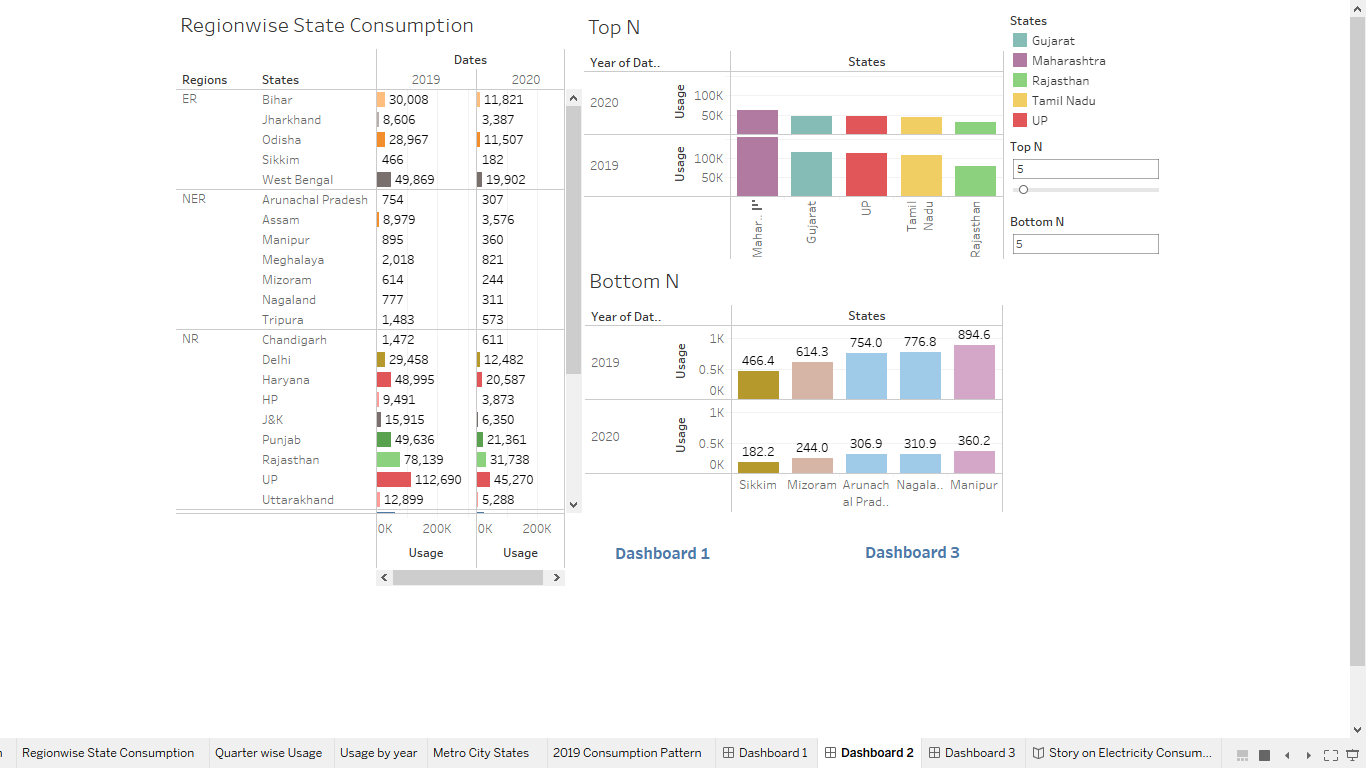 Regionwise State Consumption
Dates
Regions States 2019 2020
ER Bihar 30,008 11,821
Jharkhand 8,606 3,387
Odisha 28,967 11,507
Sikkim 466 182
West Bengal 49,869 19,902
NER Arunachal Pradesh 754 307
Assam 8,979 3,576
Manipur 895 360
Meghalaya 2,018 821
Mizoram 614 244
Nagaland 777 311
Tripura 1,483 573
NR Chandigarh 1,472 611
Delhi 29,458 12,482
Haryana 48,995 20,587
HP 9,491 3,873
J&K 15,915 6,350
Punjab 49,636 21,361
Rajasthan 78,139 31,738
UP 112,690 45,270
Uttarakhand 12,899 5,288
0K 200K 0K 200K
Usage Usage
Top N
Year of Dat.. States
2020 Usage 100K
50K
2019 Usage 100K
50K
Mahar.. Gujarat UP Tamil Nadu Rajasthan
Bottom N
Year of Dat.. States
2019 Usage 1K
0.5K
0K
466.4 614.3 754.0 776.8 894.6
2020 Usage 1K
0.5K
0K
182.2 244.0 306.9 310.9 360.2
Sikkim Mizoram Arunach Nagala.. Manipur
al Prad..
Dashboard 1 Dashboard 3
States
Gujarat
Maharashtra
Rajasthan
Tamil Nadu
UP
Top N
5
Bottom N
5
Regionwise State Consumption Quarter wise Usage Usage by year Metro City States 2019 Consumption Pattern Dashboard 1 Dashboard 2 Dashboard 3 Story on Electricity Consum...